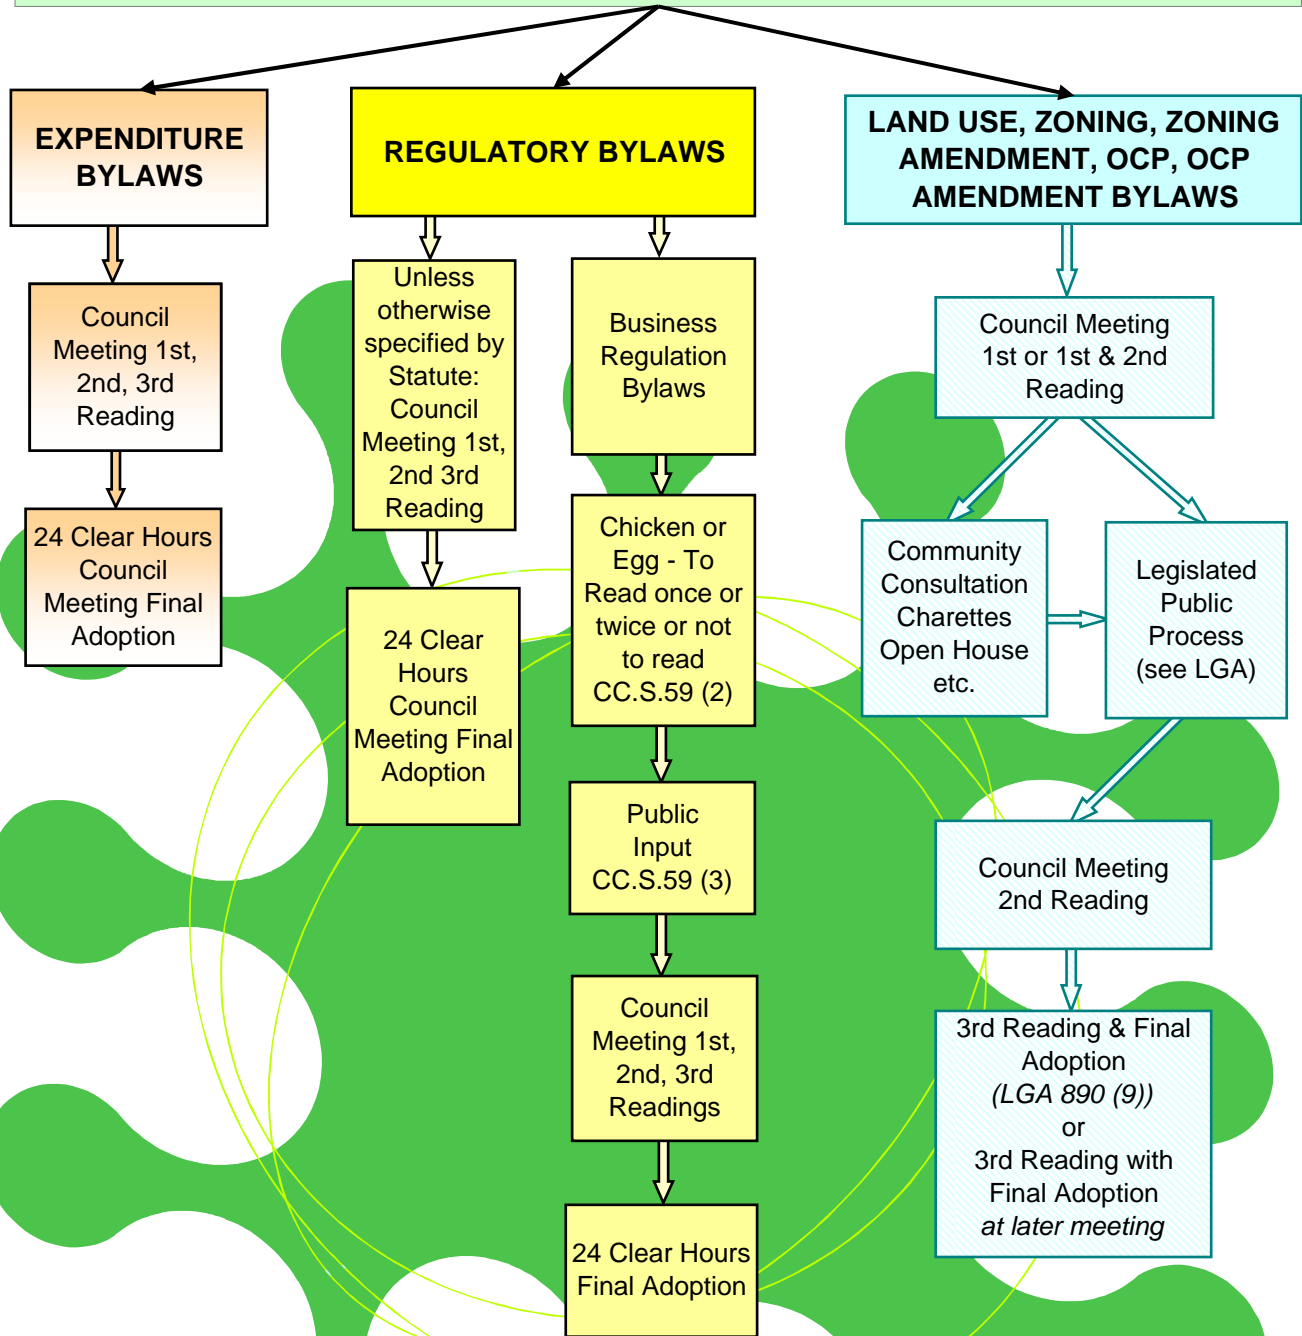 EXPENDITURE
BYLAWS
Council
Meeting 1st,
2nd, 3rd
Reading
24 Clear Hours
Council
Meeting Final
Adoption
REGULATORY BYLAWS
Unless
otherwise
specified by
Statute:
Council
Meeting 1st,
2nd 3rd
Reading
24 Clear
Hours
Council
Meeting Final
Adoption
Business
Regulation
Bylaws
Chicken or
Egg - To
Read once or
twice or not
to read
CC.S.59 (2)
Public
Input
CC.S.59 (3)
Council
Meeting 1st,
2nd, 3rd
Readings
24 Clear Hours
Final Adoption
LAND USE, ZONING, ZONING
AMENDMENT, OCP, OCP
AMENDMENT BYLAWS
Council Meeting
1st or 1st & 2nd
Reading
Community
Consultation
Charettes
Open House
etc.
Legislated
Public
Process
(see LGA)
Council Meeting
2nd Reading
3rd Reading & Final
Adoption
(LGA 890 (9))
or
3rd Reading with
Final Adoption
at later meeting